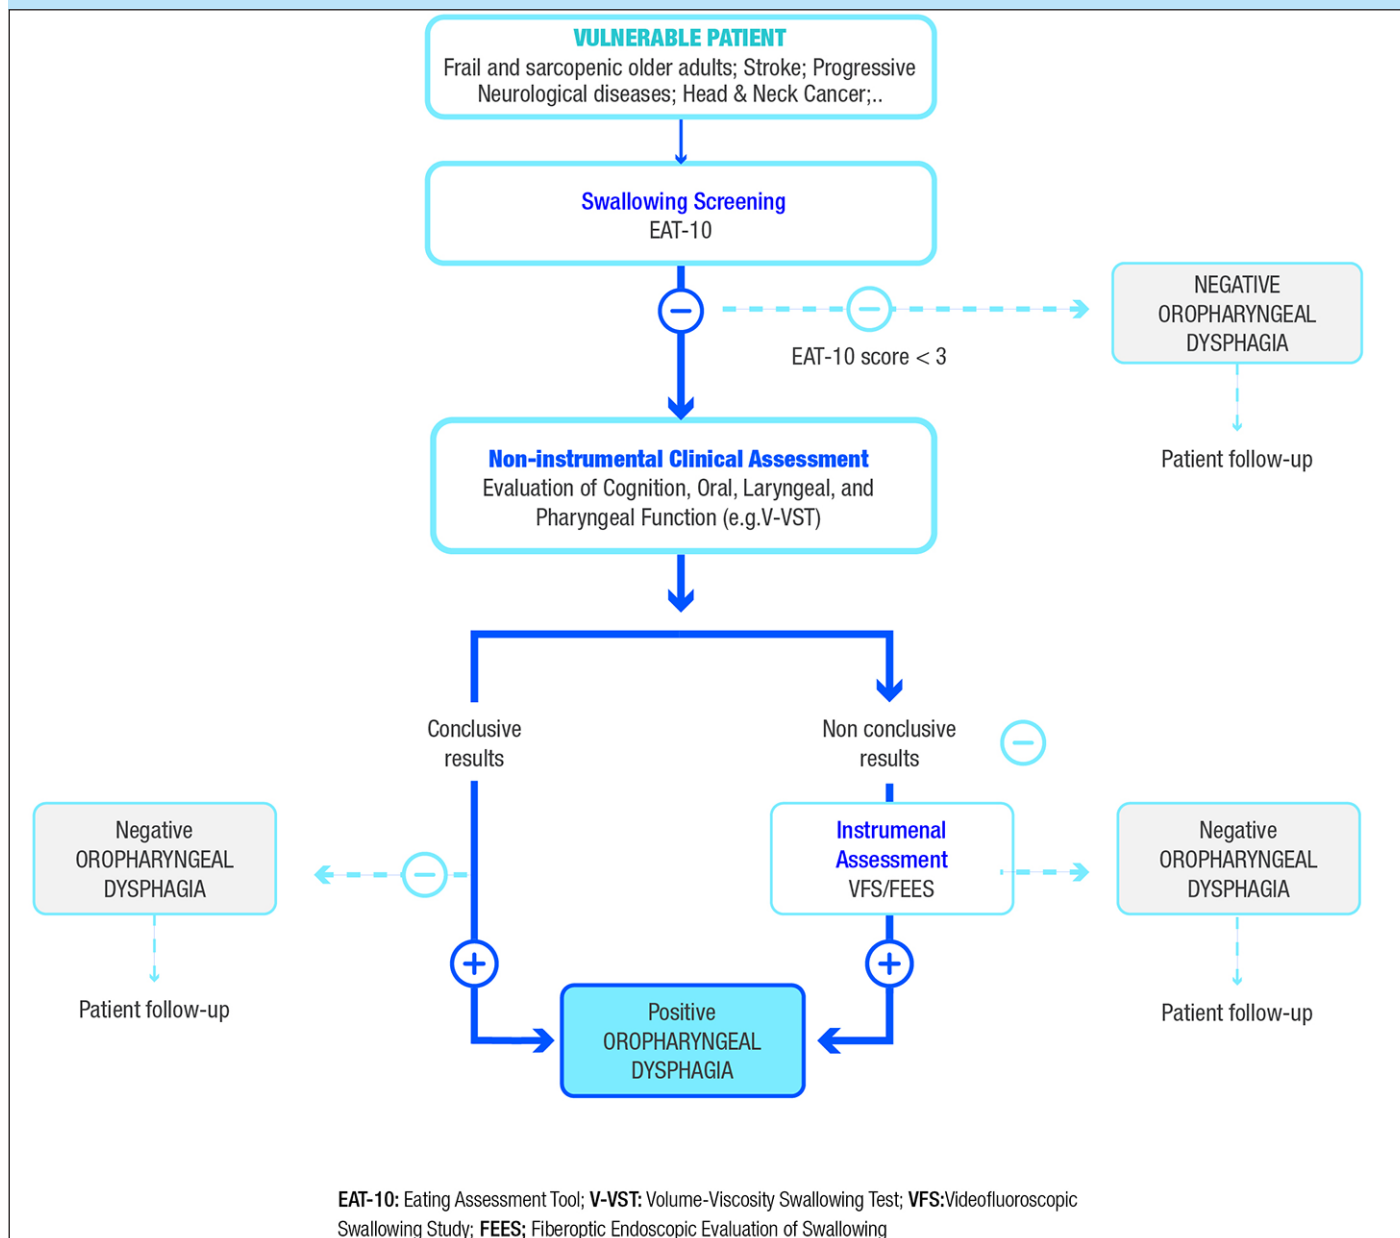 VULNERABLE PATIENT
Frail and sarcopenic older adults; Stroke; Progressive
Neurological diseases; Head & Neck Cancer;..
Swallowing Screening
EAT-10
EAT-10 score < 3
NEGATIVE
OROPHARYNGEAL
DYSPHAGIA
Patient follow-up
Non-instrumental Clinical Assessment
Evaluation of Cognition, Oral, Laryngeal, and
Pharyngeal Function (e.g.V-VST)
Conclusive
results
Non conclusive
results
Negative
OROPHARYNGEAL
DYSPHAGIA
Patient follow-up
Instrumenal
Assessment
VFS/FEES
Negative
OROPHARYNGEAL
DYSPHAGIA
Patient follow-up
Positive
OROPHARYNGEAL
DYSPHAGIA
EAT-10: Eating Assessment Tool; V-VST: Volume-Viscosity Swallowing Test; VFS:Videofluoroscopic
Swallowing Study; FEES; Fiberoptic Endoscopic Evaluation of Swallowing